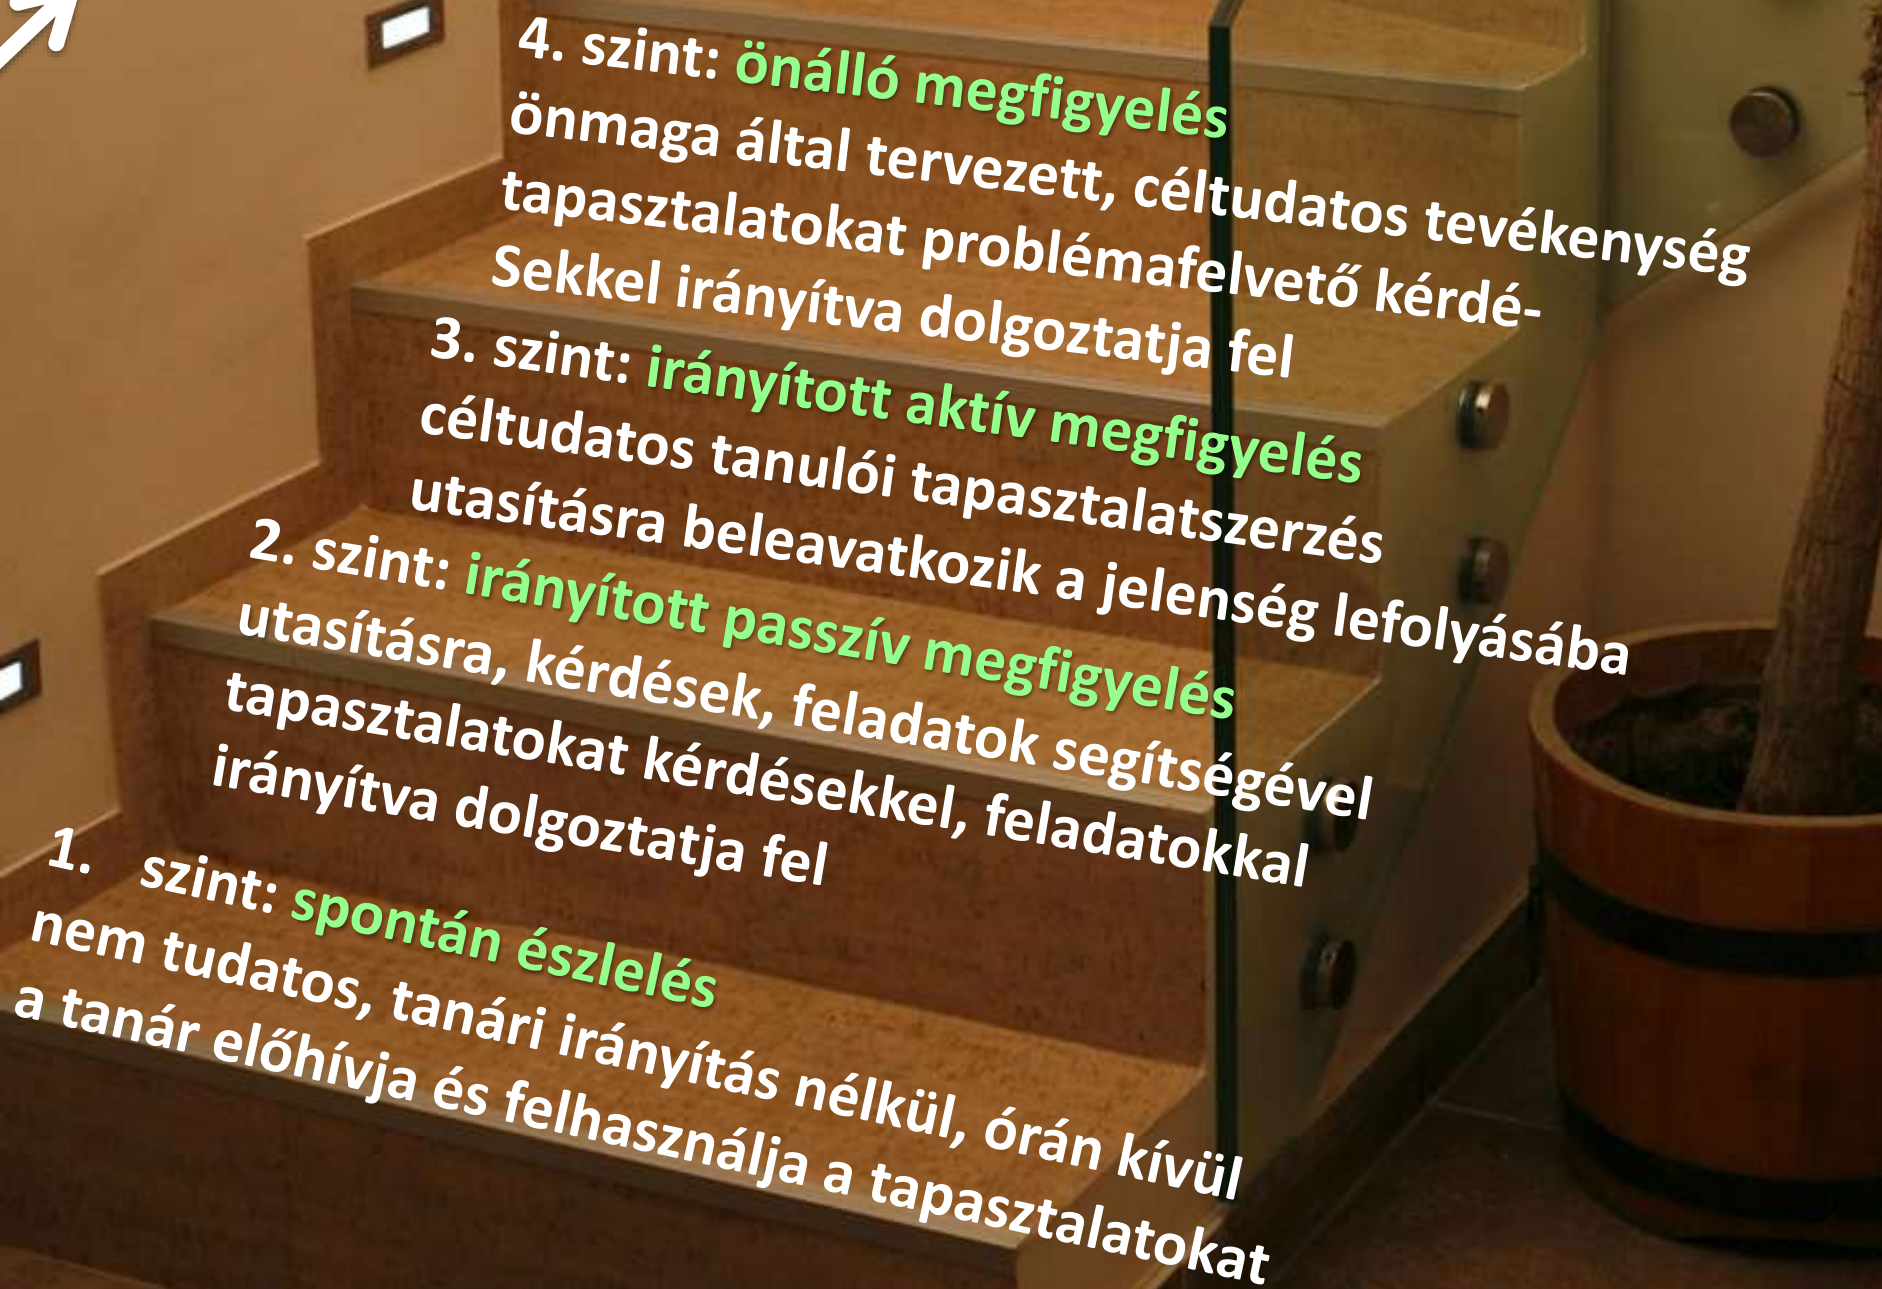 4. szint: önálló megfigyelés
önmaga által tervezett, céltudatos tevékenység
tapasztalatokat problémafelvető kérdé-
Sekkel irányítva dolgoztatja fel
3. szint: irányított aktív megfigyelés
céltudatos tanulói tapasztalatszerzés
utasításra beleavatkozik a jelenség lefolyásába
2. szint: irányított passzív megfigyelés
utasításra, kérdések, feladatok segítségével
tapasztalatokat kérdésekkel, feladatokkal
irányítva dolgoztatja fel
1. szint: spontán észlelés
nem tudatos, tanári irányítás nélkül, órán kívül
a tanár előhívja és felhasználja a tapasztalatokat